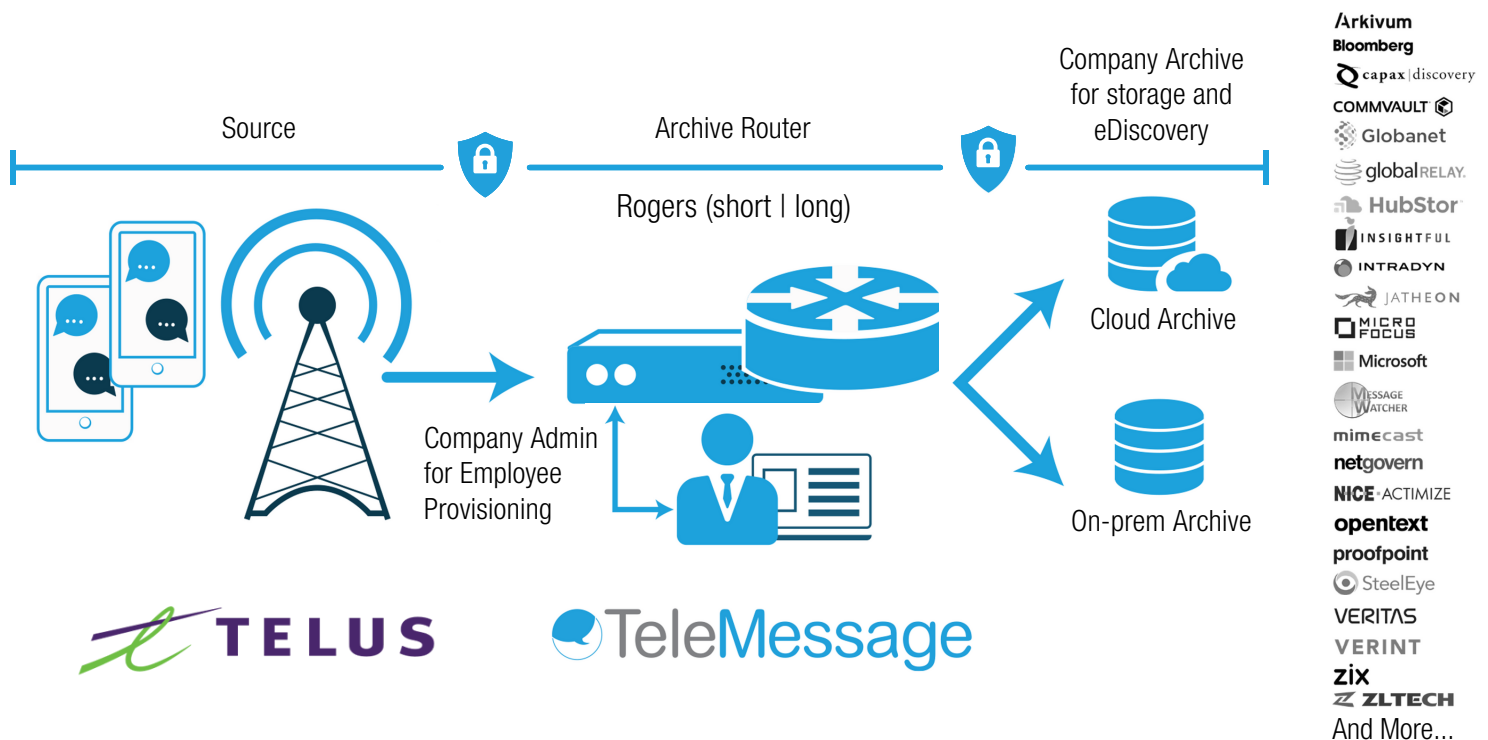 Source
Archive Router
Company Archive
for storage and
eDiscovery
Rogers (short | long)
Cloud Archive
Company Admin
for Employee
Provisioning
On-prem Archive
TELUS
TeleMessage
Arkivum
Bloomberg
capax|discovery
COMMVAULT
Globanet
globalRELAY.
HubStor
INSIGHTFUL
INTRADYN
JATHEON
MICRO
FOCUS
Microsoft
MESSAGE
WATCHER
mimecast
netgovern
NICE·ACTIMIZE
opentext
proofpoint
SteelEye
VERITAS
VERINT
zix
ZLTECH
And More...